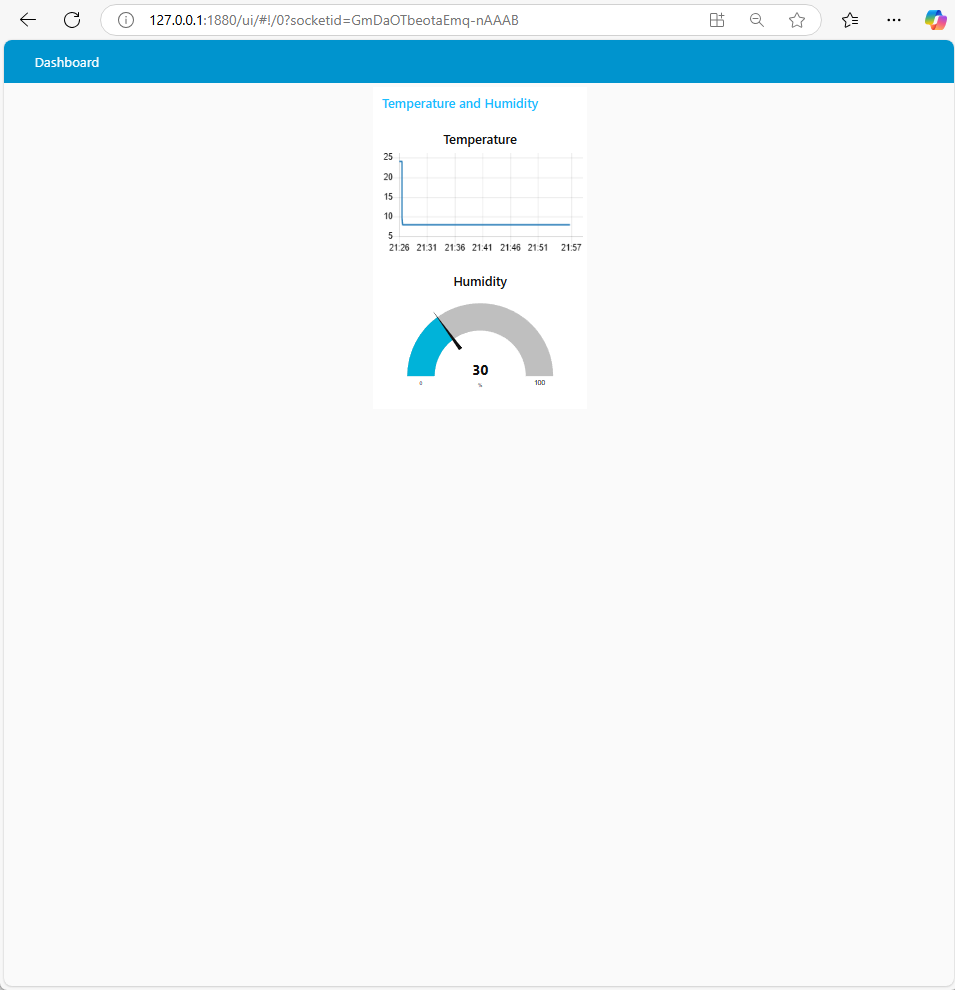 127.0.0.1:1880/ui/#!/0?socketid=GmDaOTbeotaEmq-nAAAB
Dashboard
Temperature and Humidity
Temperature
25
20
15
10
5
21:26 21:31 21:36 21:41 21:46 21:51 21:57
Humidity
30
0 % 100